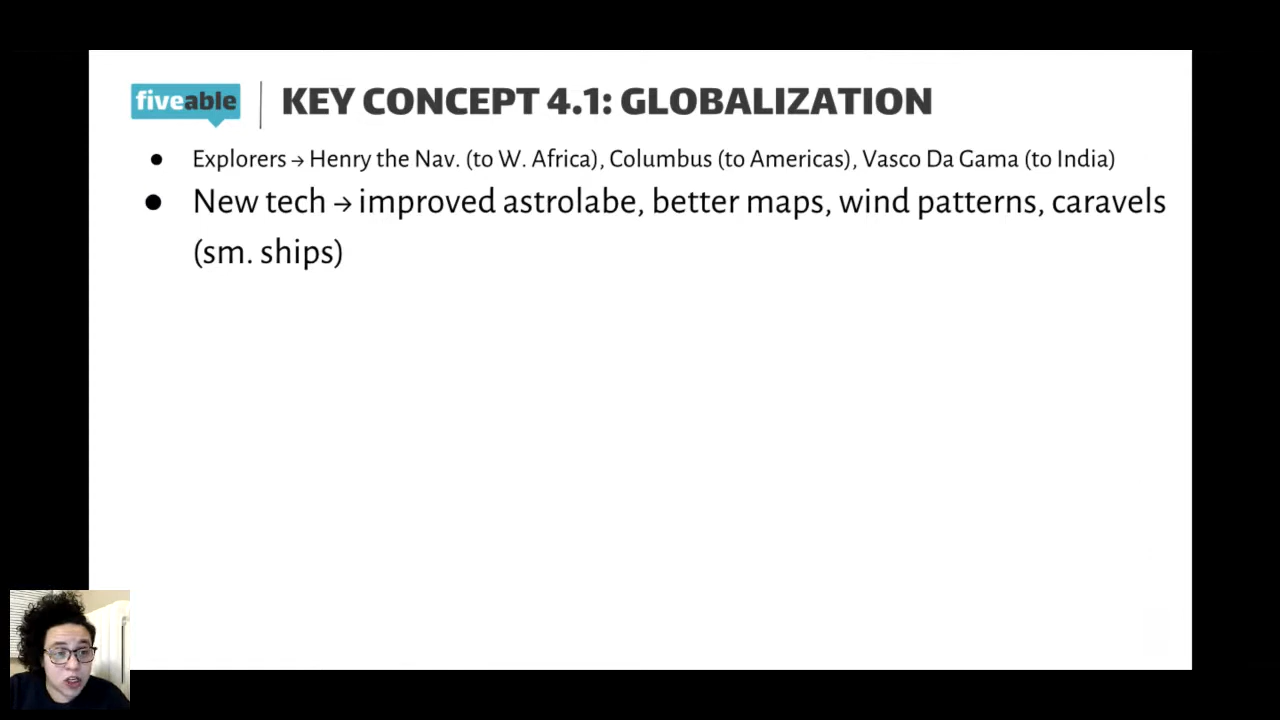 fiveable
KEY CONCEPT 4.1: GLOBALIZATION
● Explorers → Henry the Nav. (to W. Africa), Columbus (to Americas), Vasco Da Gama (to India)
● New tech → improved astrolabe, better maps, wind patterns, caravels
(sm. ships)